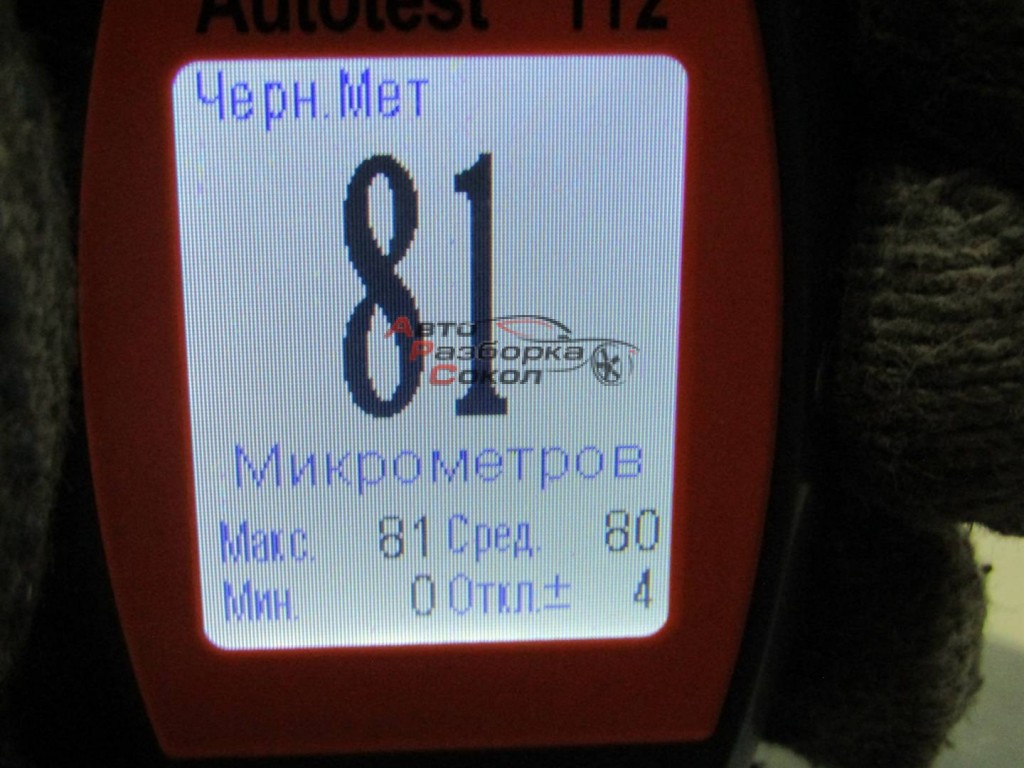 Autotest 112
Черн.Мет
81
Авто
Разборка
Сокол
Микрометров
Макс. 81 Сред. 80
Мин. 0 Откл.± 4